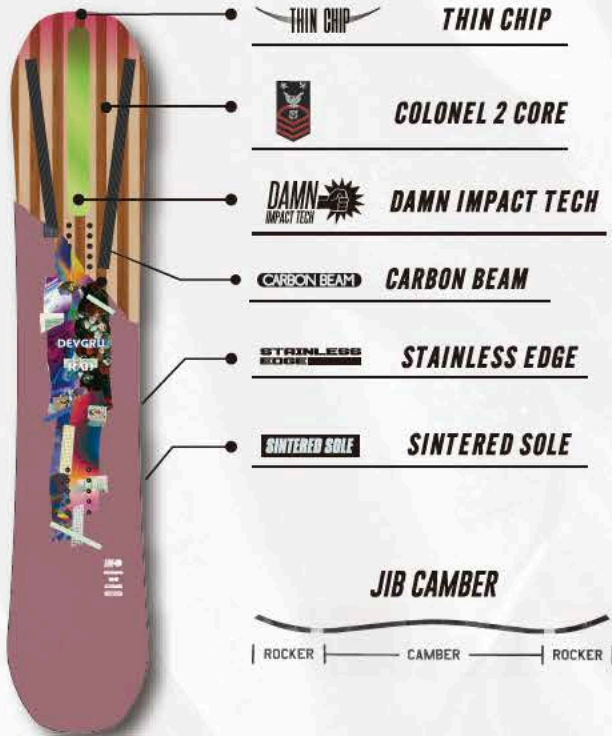 THIN CHIP THIN CHIP
COLONEL 2 CORE
DAMN
IMPACT TECH
DAMN IMPACT TECH
CARBON BEAM CARBON BEAM
STAINLESS
EDGE
STAINLESS EDGE
SINTERED SOLE SINTERED SOLE
DEVGRU
JIB CAMBER
ROCKER CAMBER ROCKER